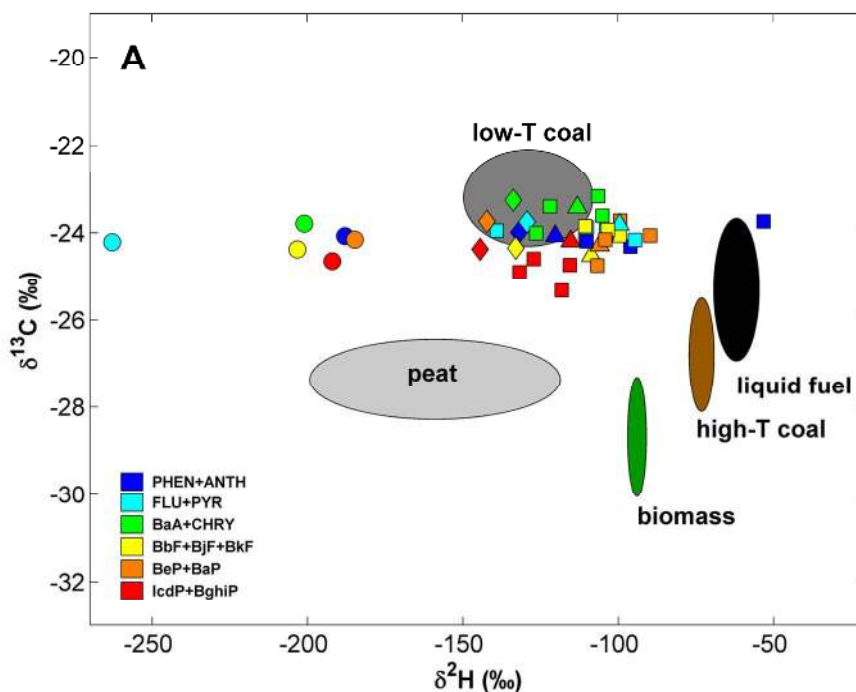 A
-20
-22
-24
-26
-28
-30
-32
δ13C (‰)
low-T coal
peat
liquid fuel
high-T coal
biomass
PHEN+ANTH
FLU+PYR
BaA+CHRY
BbF+BjF+BkF
BeP+BaP
IcdP+BghiP
-250 -200 -150 -100 -50
δ2H (‰)